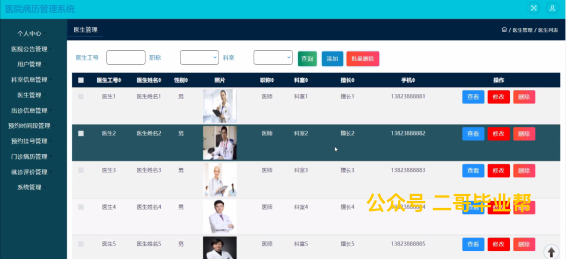 医院病历管理系统
个人中心
医院公告管理
用户管理
科室信息管理
医生管理
出诊信息管理
预约时间段管理
预约挂号管理
门诊病历管理
就诊评价管理
系统管理
医生管理
/ 医生管理 / 医生列表
医生工号 职称 科室 查询 添加 批量删除
医生工号 医生姓名 性别 照片 职称 科室 擅长 手机 操作
医生1 医生姓名1 男 医师 科室1 擅长1 13823888881 查看 修改 删除
医生2 医生姓名2 男 医师 科室2 擅长2 13823888882 查看 修改 删除
医生3 医生姓名3 男 医师 科室3 擅长3 13823888883 查看 修改 删除
公众号 二哥毕业帮
医生4 医生姓名4 男 医师 科室4 擅长4
医生5 医生姓名5 男 医师 科室5 擅长5 13823888885 查看 修改 删除